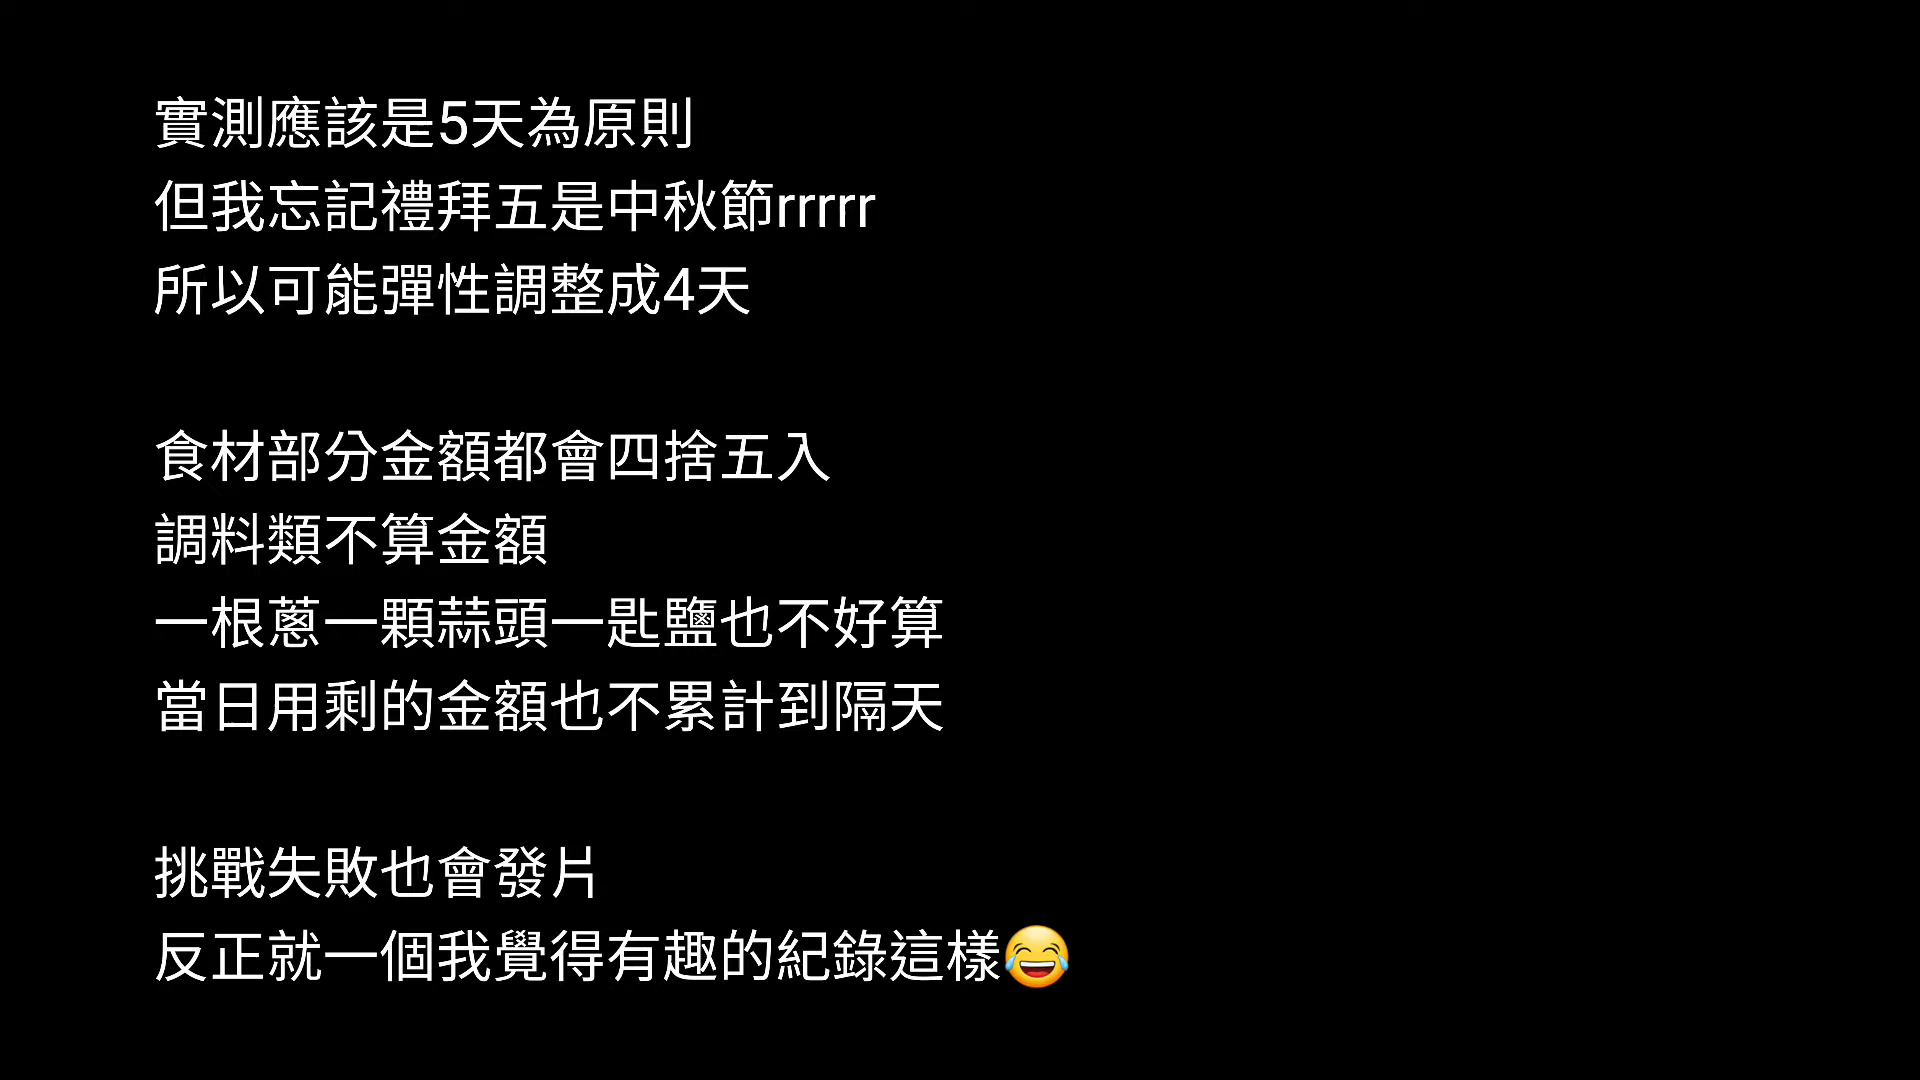 實測應該是5天為原則
但我忘記禮拜五是中秋節rrrrr
所以可能彈性調整成4天
食材部分金額都會四捨五入
調料類不算金額
一根蔥一顆蒜頭一匙鹽也不好算
當日用剩的金額也不累計到隔天
挑戰失敗也會發片
反正就一個我覺得有趣的紀錄這樣😂